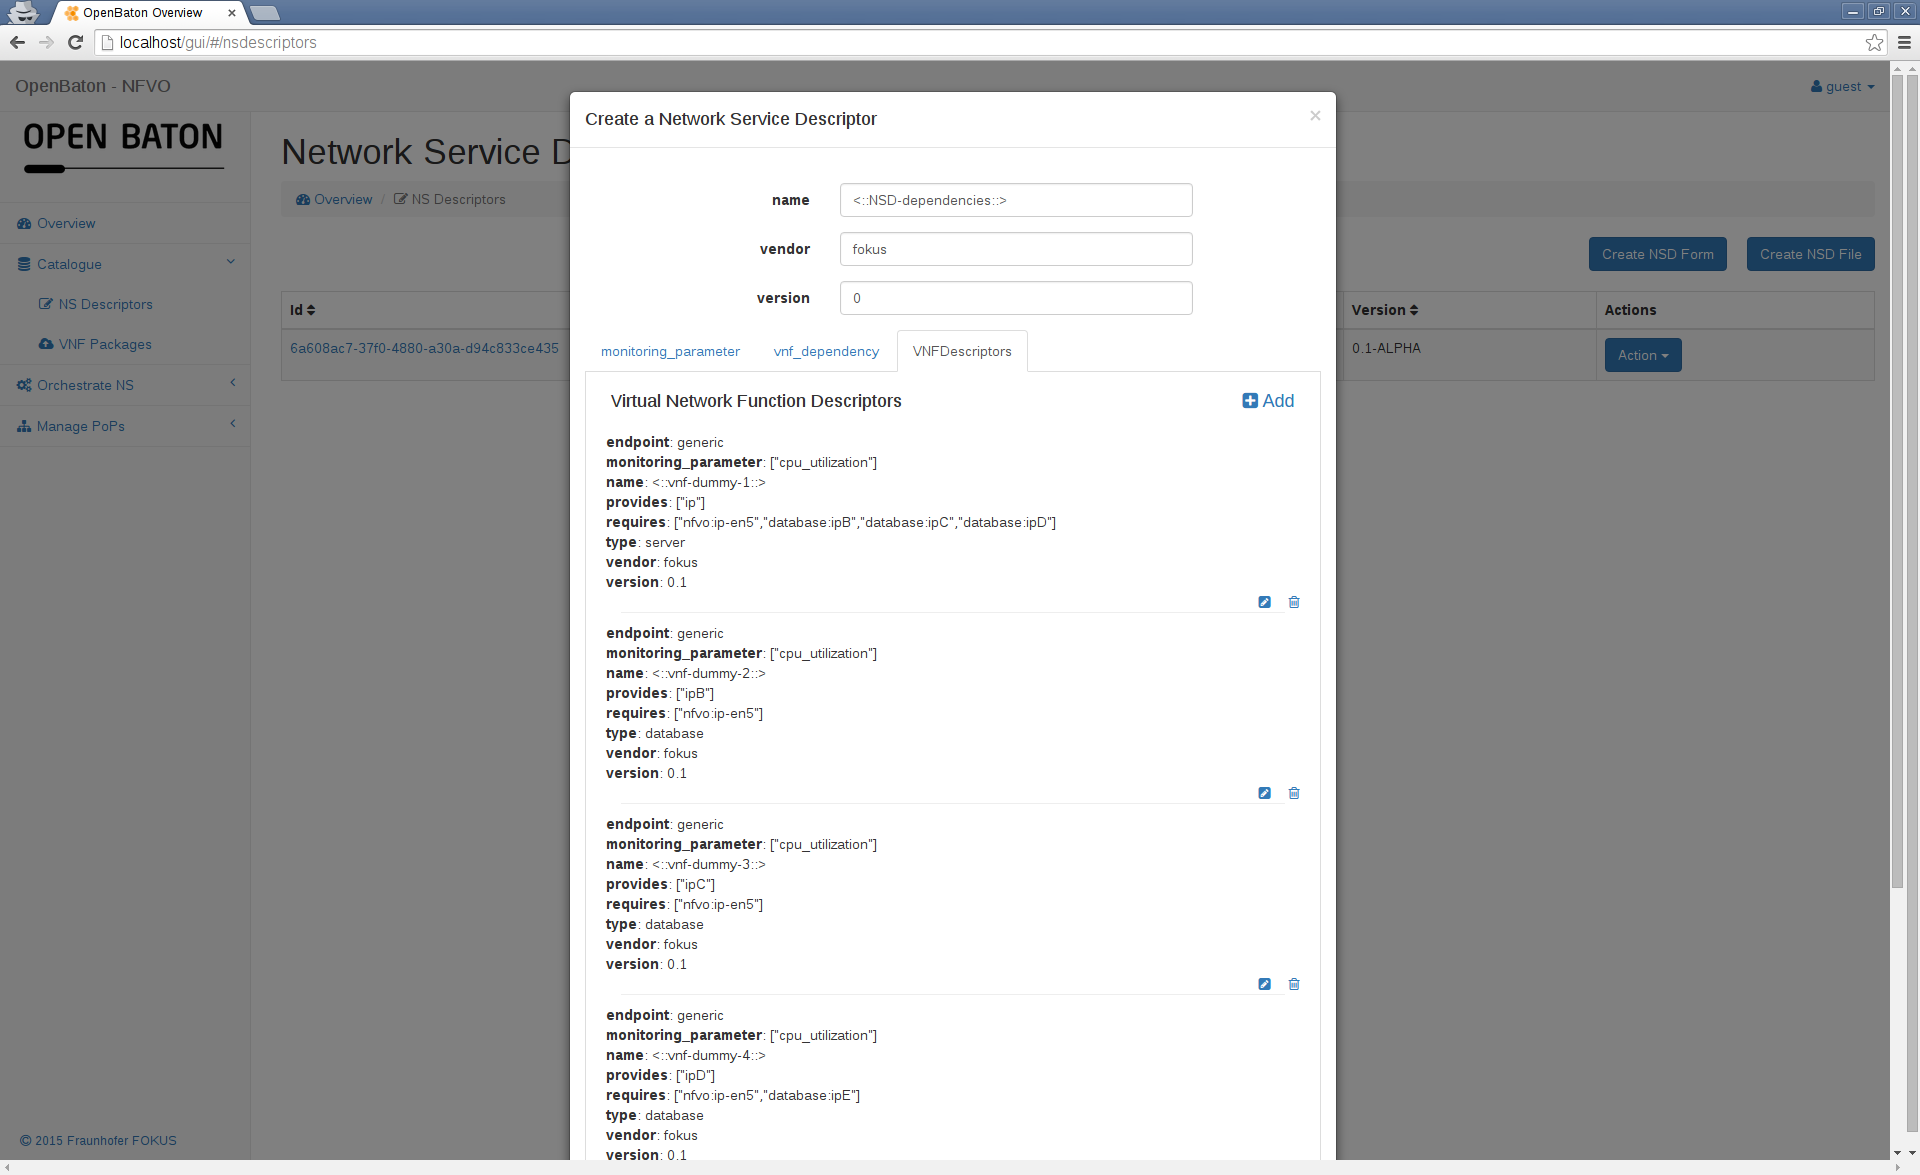 OpenBaton Overview
localhost/gui/#/nsdescriptors
OpenBaton - NFVO
guest
OPEN BATON
Overview
Catalogue
NS Descriptors
VNF Packages
Orchestrate NS
Manage PoPs
© 2015 Fraunhofer FOKUS
Network Service D
Overview / NS Descriptors
Create NSD Form
Create NSD File
Id
Version
Actions
6a608ac7-37f0-4880-a30a-d94c833ce435
0.1-ALPHA
Action
Create a Network Service Descriptor
×
name
<::NSD-dependencies::>
vendor
fokus
version
0
monitoring_parameter
vnf_dependency
VNFDescriptors
Virtual Network Function Descriptors
Add
endpoint: generic
monitoring_parameter: ["cpu_utilization"]
name: <::vnf-dummy-1::>
provides: ["ip"]
requires: ["nfvo:ip-en5","database:ipB","database:ipC","database:ipD"]
type: server
vendor: fokus
version: 0.1
endpoint: generic
monitoring_parameter: ["cpu_utilization"]
name: <::vnf-dummy-2::>
provides: ["ipB"]
requires: ["nfvo:ip-en5"]
type: database
vendor: fokus
version: 0.1
endpoint: generic
monitoring_parameter: ["cpu_utilization"]
name: <::vnf-dummy-3::>
provides: ["ipC"]
requires: ["nfvo:ip-en5"]
type: database
vendor: fokus
version: 0.1
endpoint: generic
monitoring_parameter: ["cpu_utilization"]
name: <::vnf-dummy-4::>
provides: ["ipD"]
requires: ["nfvo:ip-en5","database:ipE"]
type: database
vendor: fokus
version: 0.1